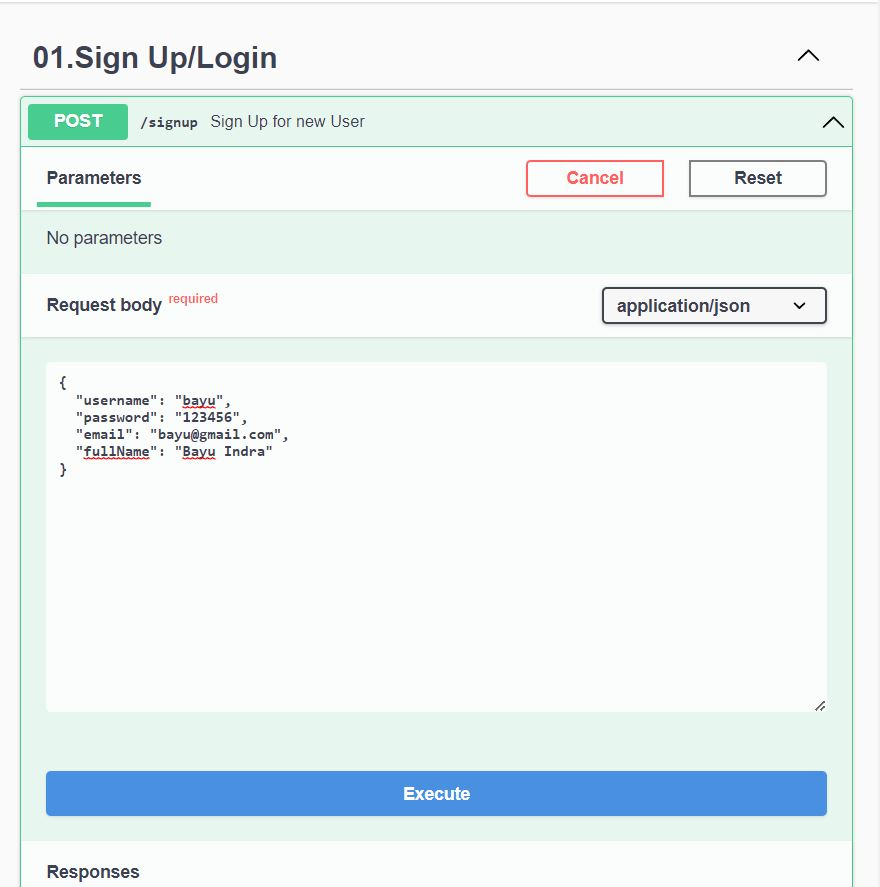 01.Sign Up/Login
POST /signup Sign Up for new User
Parameters Cancel Reset
No parameters
Request body required application/json
{
"username": "bayu",
"password": "123456",
"email": "bayu@gmail.com",
"fullName": "Bayu Indra"
}
Execute
Responses